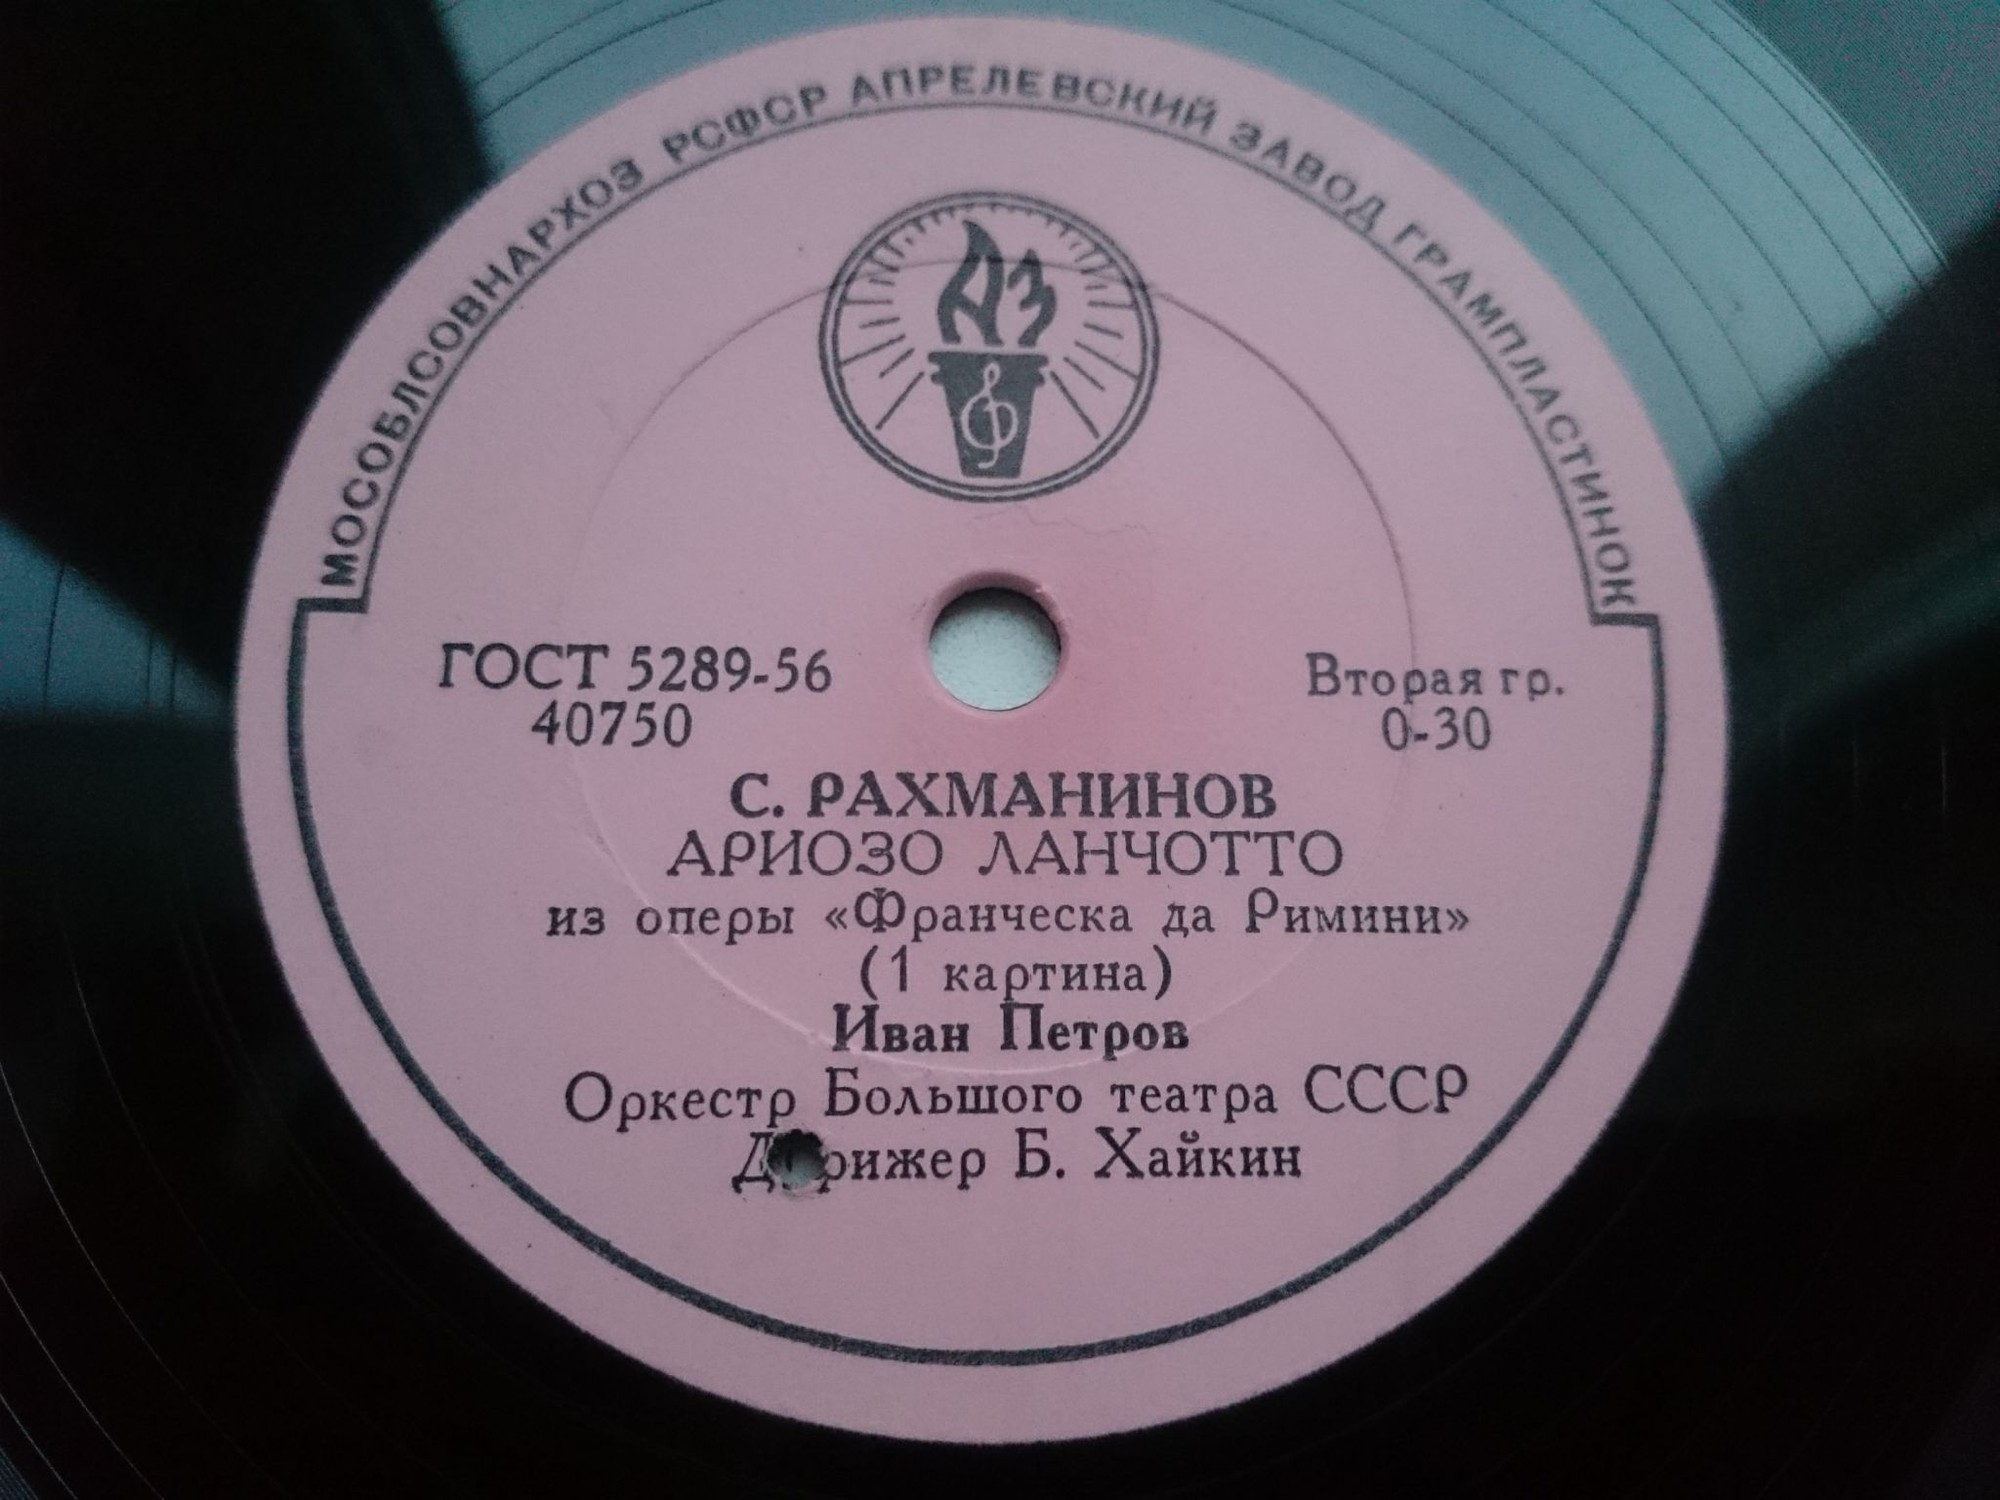 МОСОБЛСОВНАРХОЗ РСФСР АПРЕЛЕВСКИЙ ЗАВОД ГРАМПЛАСТИНОК
АЗ
ГОСТ 5289-56
40750
Вторая гр.
0-30
С. РАХМАНИНОВ
АРИОЗО ЛАНЧОТТО
из оперы «Франческа да Римини»
(1 картина)
Иван Петров
Оркестр Большого театра СССР
Б. Хайкин